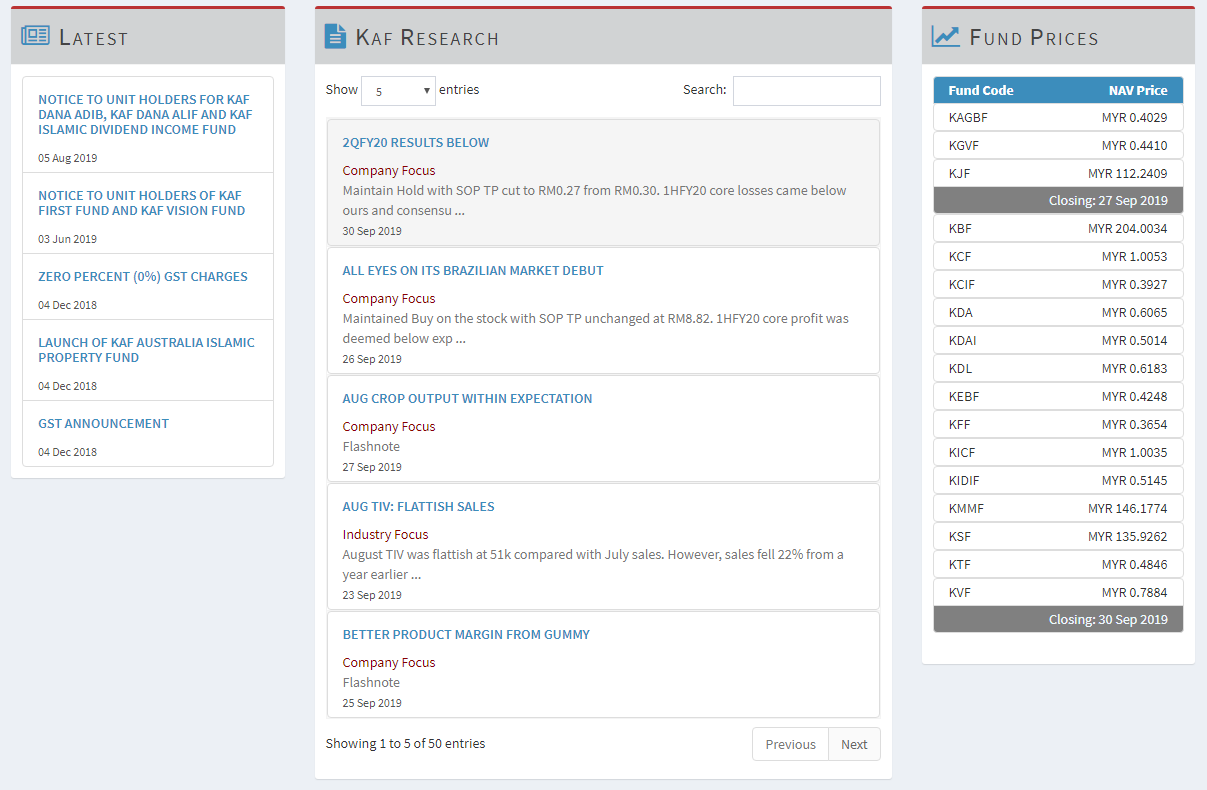 Latest
NOTICE TO UNIT HOLDERS FOR KAF
DANA ADIB, KAF DANA ALIF AND KAF
ISLAMIC DIVIDEND INCOME FUND
05 Aug 2019
NOTICE TO UNIT HOLDERS OF KAF
FIRST FUND AND KAF VISION FUND
03 Jun 2019
ZERO PERCENT (0%) GST CHARGES
04 Dec 2018
LAUNCH OF KAF AUSTRALIA ISLAMIC
PROPERTY FUND
04 Dec 2018
GST ANNOUNCEMENT
04 Dec 2018
Kaf Research
Show 5 entries Search:
2QFY20 RESULTS BELOW
Company Focus
Maintain Hold with SOP TP cut to RM0.27 from RM0.30. 1HFY20 core losses came below
ours and consensu ...
30 Sep 2019
ALL EYES ON ITS BRAZILIAN MARKET DEBUT
Company Focus
Maintained Buy on the stock with SOP TP unchanged at RM8.82. 1HFY20 core profit was
deemed below exp ...
26 Sep 2019
AUG CROP OUTPUT WITHIN EXPECTATION
Company Focus
Flashnote
27 Sep 2019
AUG TIV: FLATTISH SALES
Industry Focus
August TIV was flattish at 51k compared with July sales. However, sales fell 22% from a
year earlier ...
23 Sep 2019
BETTER PRODUCT MARGIN FROM GUMMY
Company Focus
Flashnote
25 Sep 2019
Showing 1 to 5 of 50 entries Previous Next
Fund Prices
Fund Code NAV Price
KAGBF MYR 0.4029
KGVF MYR 0.4410
KJF MYR 112.2409
Closing: 27 Sep 2019
KBF MYR 204.0034
KCF MYR 1.0053
KCIF MYR 0.3927
KDA MYR 0.6065
KDAI MYR 0.5014
KDL MYR 0.6183
KEBF MYR 0.4248
KFF MYR 0.3654
KICF MYR 1.0035
KIDIF MYR 0.5145
KMMF MYR 146.1774
KSF MYR 135.9262
KTF MYR 0.4846
KVF MYR 0.7884
Closing: 30 Sep 2019